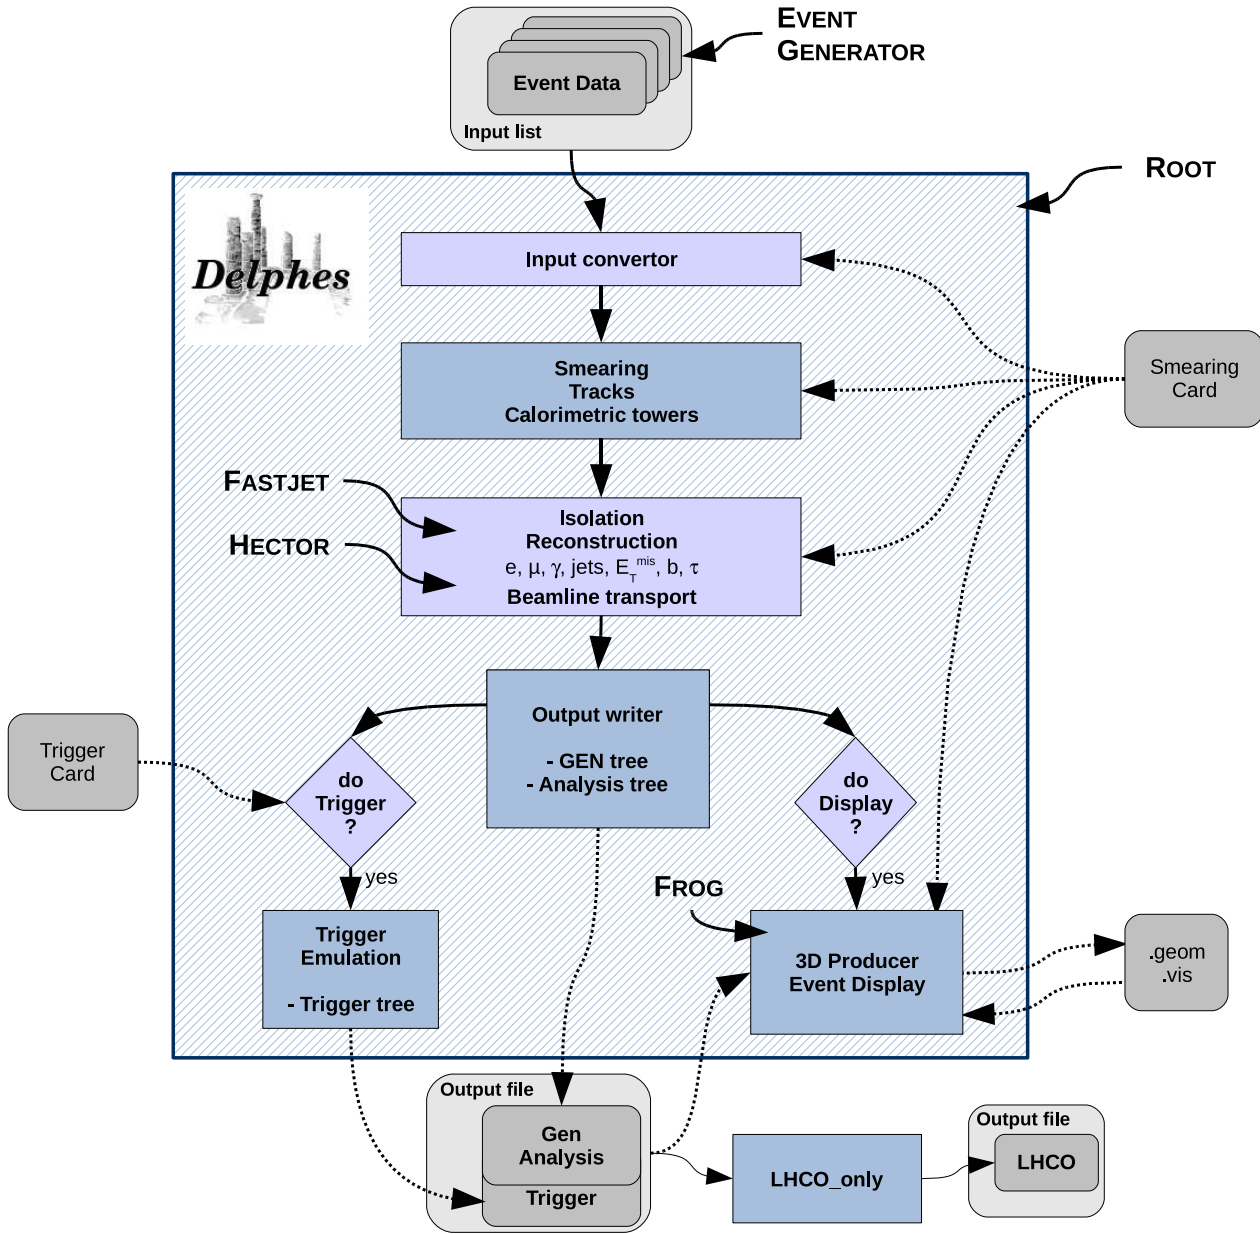 EVENT
GENERATOR
Event Data
Input list
ROOT
Delphes
Input convertor
Smearing
Tracks
Calorimetric towers
Smearing
Card
FASTJET
HECTOR
Isolation
Reconstruction
e, μ, γ, jets, E_T^mis, b, τ
Beamline transport
Output writer
- GEN tree
- Analysis tree
Trigger
Card
do
Trigger
?
do
Display
?
yes
yes
FROG
Trigger
Emulation
- Trigger tree
3D Producer
Event Display
.geom
.vis
Output file
Gen
Analysis
Trigger
LHCO_only
Output file
LHCO